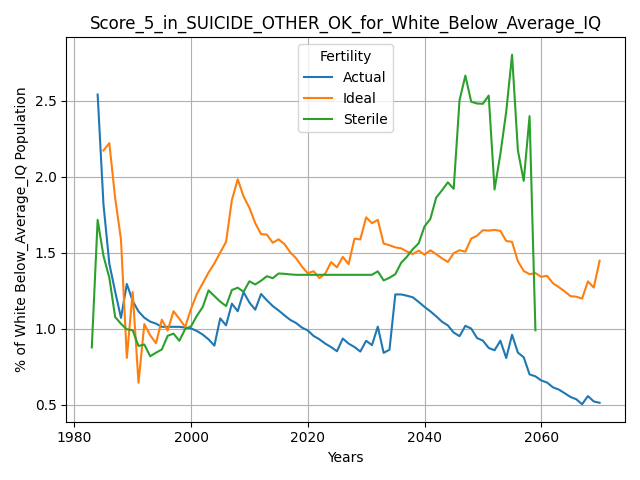 Score_5_in_SUICIDE_OTHER_OK_for_White_Below_Average_IQ
Fertility
Actual
Ideal
Sterile
% of White Below_Average_IQ Population
2.5
2.0
1.5
1.0
0.5
1980
2000
2020
2040
2060
Years